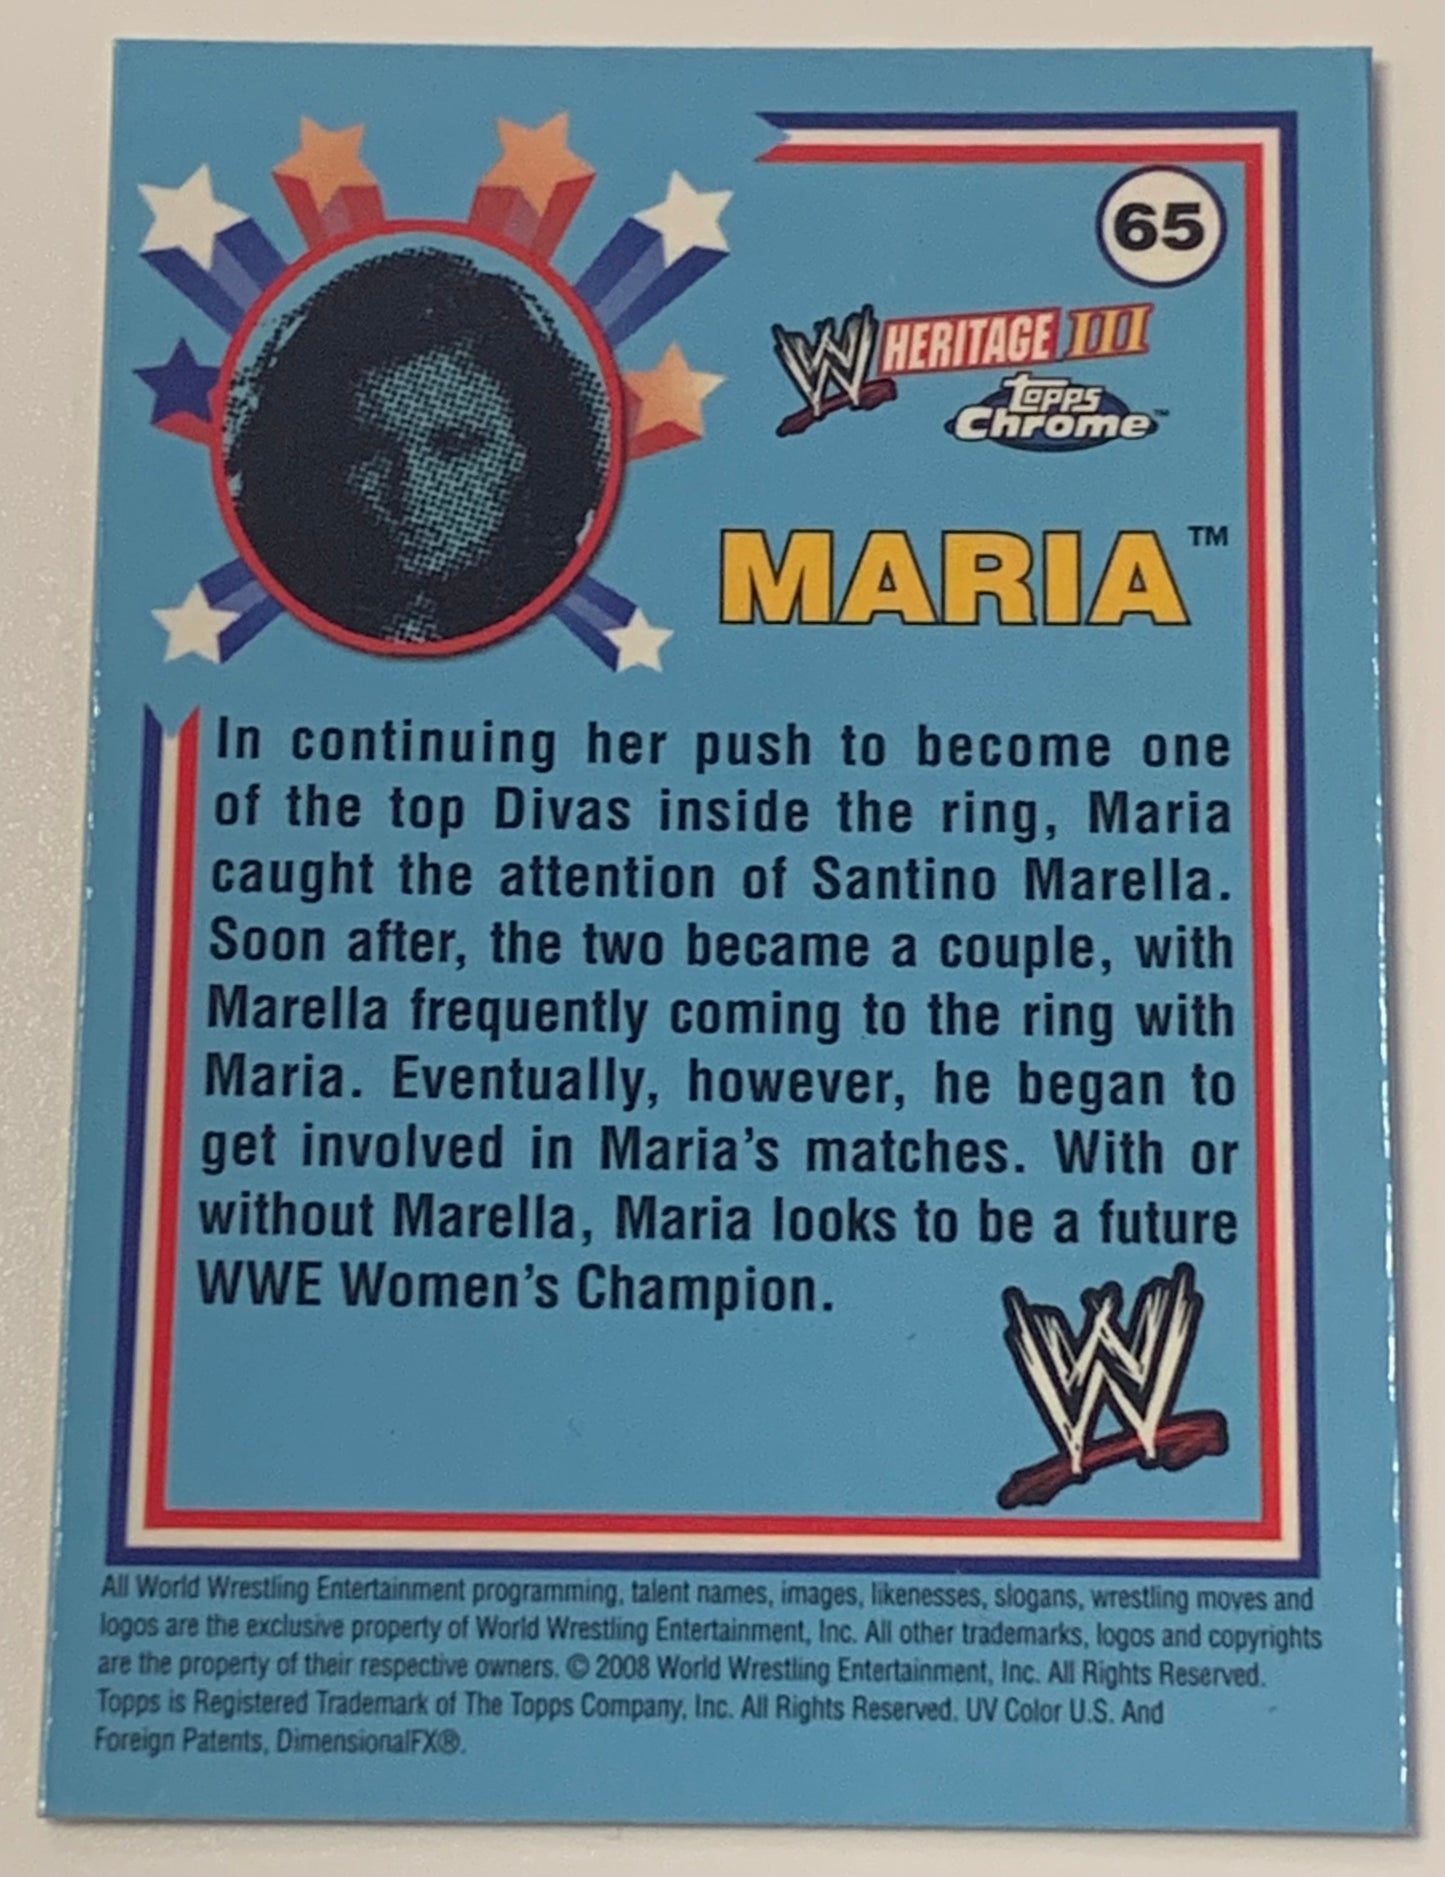 65
W HERITAGE III
Topps
Chrome™
MARIA™
In continuing her push to become one
of the top Divas inside the ring, Maria
caught the attention of Santino Marella.
Soon after, the two became a couple, with
Marella frequently coming to the ring with
Maria. Eventually, however, he began to
get involved in Maria's matches. With or
without Marella, Maria looks to be a future
WWE Women's Champion.
W
All World Wrestling Entertainment programming, talent names, images, likenesses, slogans, wrestling moves and
logos are the exclusive property of World Wrestling Entertainment, Inc. All other trademarks, logos and copyrights
are the property of their respective owners. © 2008 World Wrestling Entertainment, Inc. All Rights Reserved.
Topps is Registered Trademark of The Topps Company, Inc. All Rights Reserved. UV Color U.S. And
Foreign Patents, DimensionalFX®.